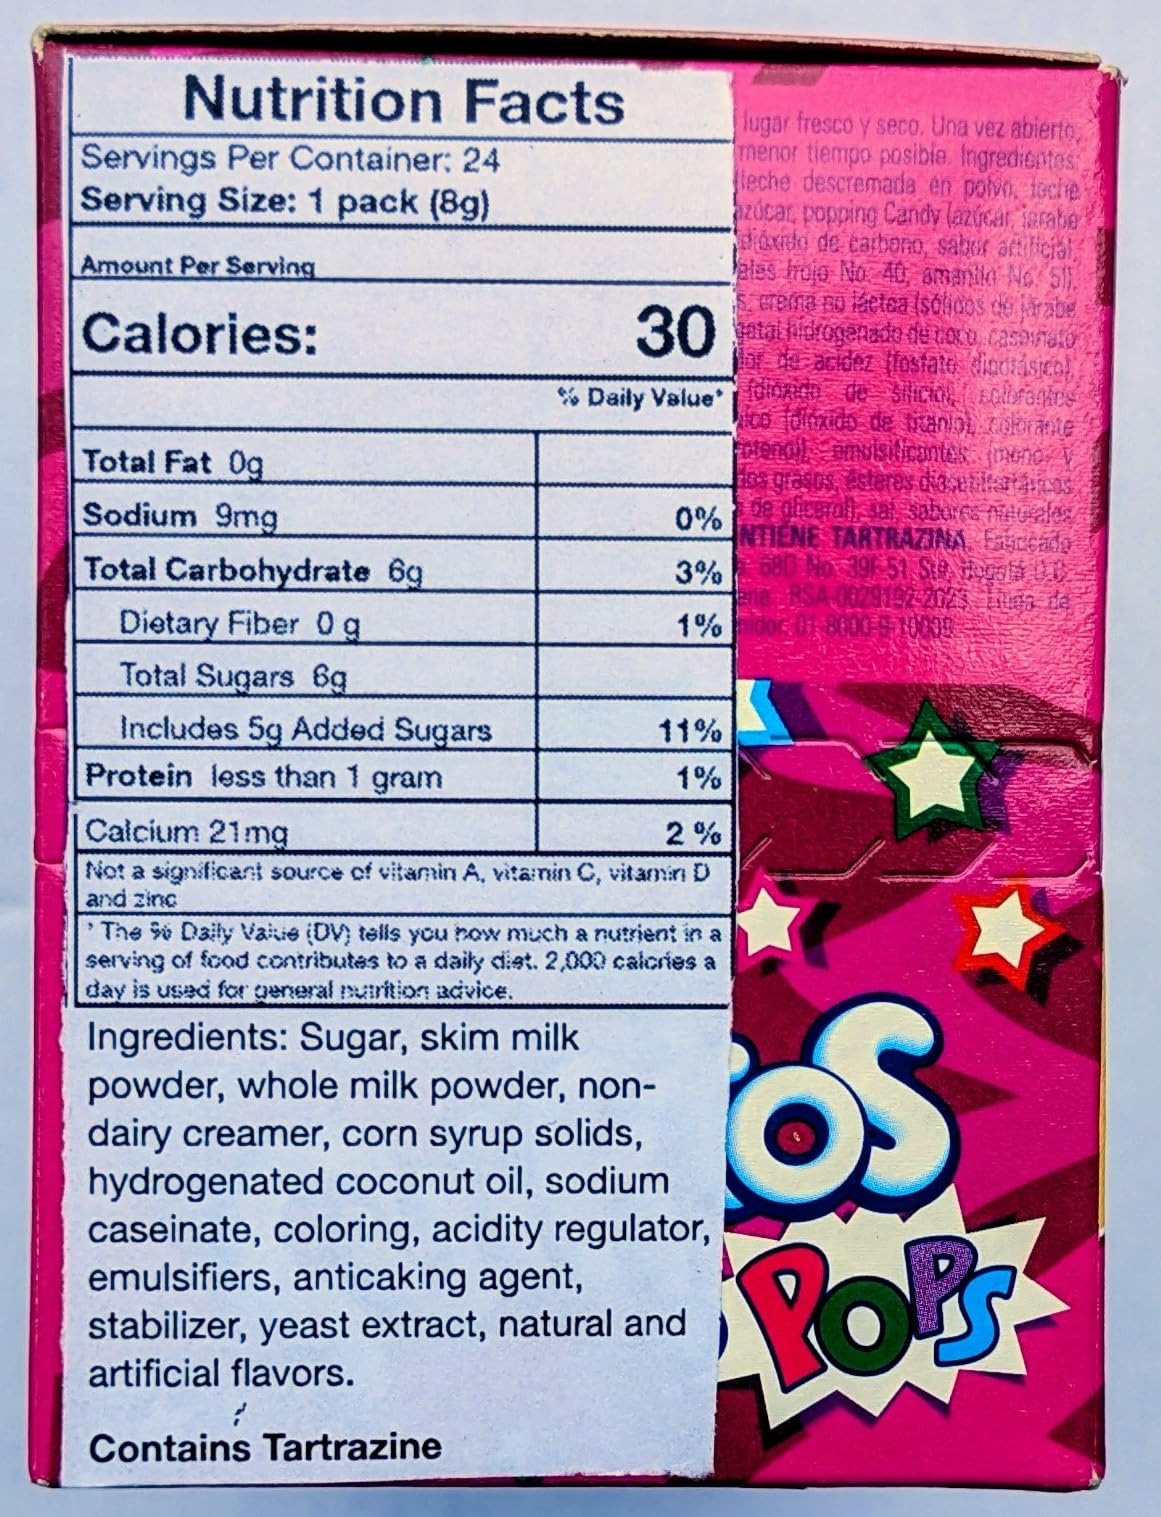 Nutrition Facts
Servings Per Container: 24
Serving Size: 1 pack (8g)
Amount Per Serving
Calories: 30
% Daily Value*
Total Fat 0g
Sodium 9mg 0%
Total Carbohydrate 6g 3%
Dietary Fiber 0 g 1%
Total Sugars 6g
Includes 5g Added Sugars 11%
Protein less than 1 gram 1%
Calcium 21mg 2 %
Not a significant source of vitamin A, vitamin C, vitamin D
and zinc
* The % Daily Value (DV) tells you how much a nutrient in a
serving of food contributes to a daily diet. 2,000 calories a
day is used for general nutrition advice.
Ingredients: Sugar, skim milk
powder, whole milk powder, non-
dairy creamer, corn syrup solids,
hydrogenated coconut oil, sodium
caseinate, coloring, acidity regulator,
emulsifiers, anticaking agent,
stabilizer, yeast extract, natural and
artificial flavors.
Contains Tartrazine
lugar fresco y seco. Una vez abierto,
menor tiempo posible. Ingredientes:
leche descremada en polvo, leche
azúcar, popping Candy (azúcar, jarabe
dióxido de carbono, sabor artificial,
No. 40, amarillo No. 5)).
crema no láctea (sólidos de jarabe
hidrogenado de coco, caseinato
de acidez (fosfato dipotásico),
(dióxido de silicio), colorantes
(dióxido de titanio), colorante
emulsificantes (mono y
grasos, ésteres diacetiltartáricos
de glicerol), sal, sabores naturales
TARTRAZINA. Fabricado
68D No. 39F-51 Sur, Bogotá D.C.
RSA-0029192-2023. Línea de
01 8000
OS
POPS